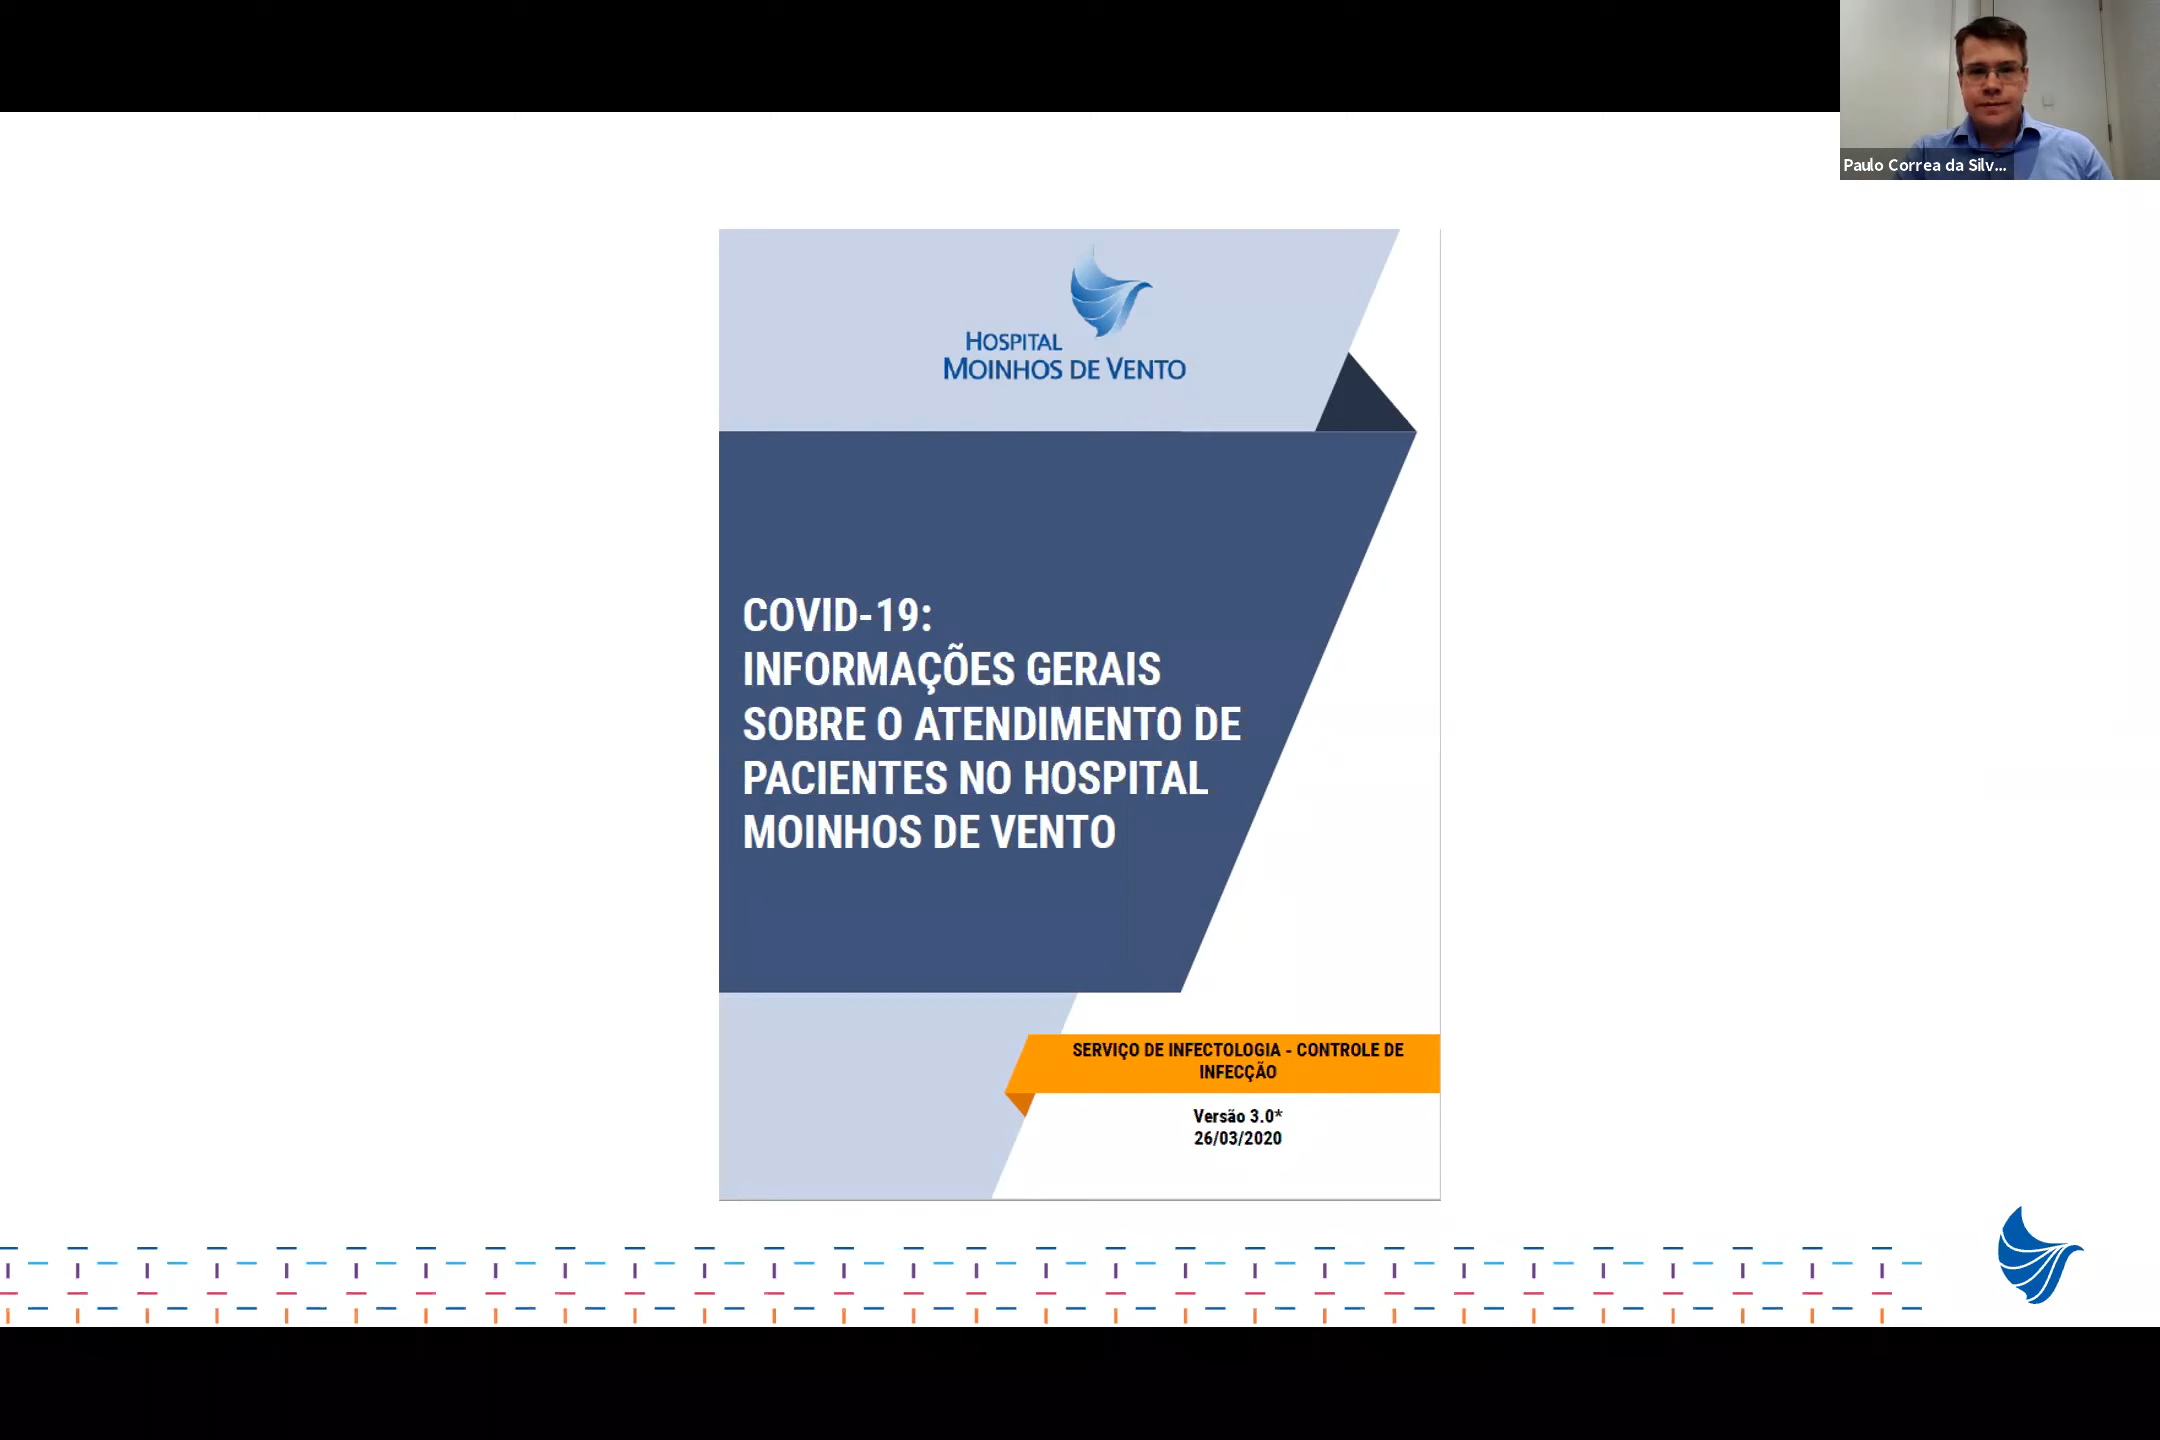 Paulo Correa da Silv...
HOSPITAL
MOINHOS DE VENTO
COVID-19:
INFORMAÇÕES GERAIS
SOBRE O ATENDIMENTO DE
PACIENTES NO HOSPITAL
MOINHOS DE VENTO
SERVIÇO DE INFECTOLOGIA - CONTROLE DE
INFECÇÃO
Versão 3.0*
26/03/2020